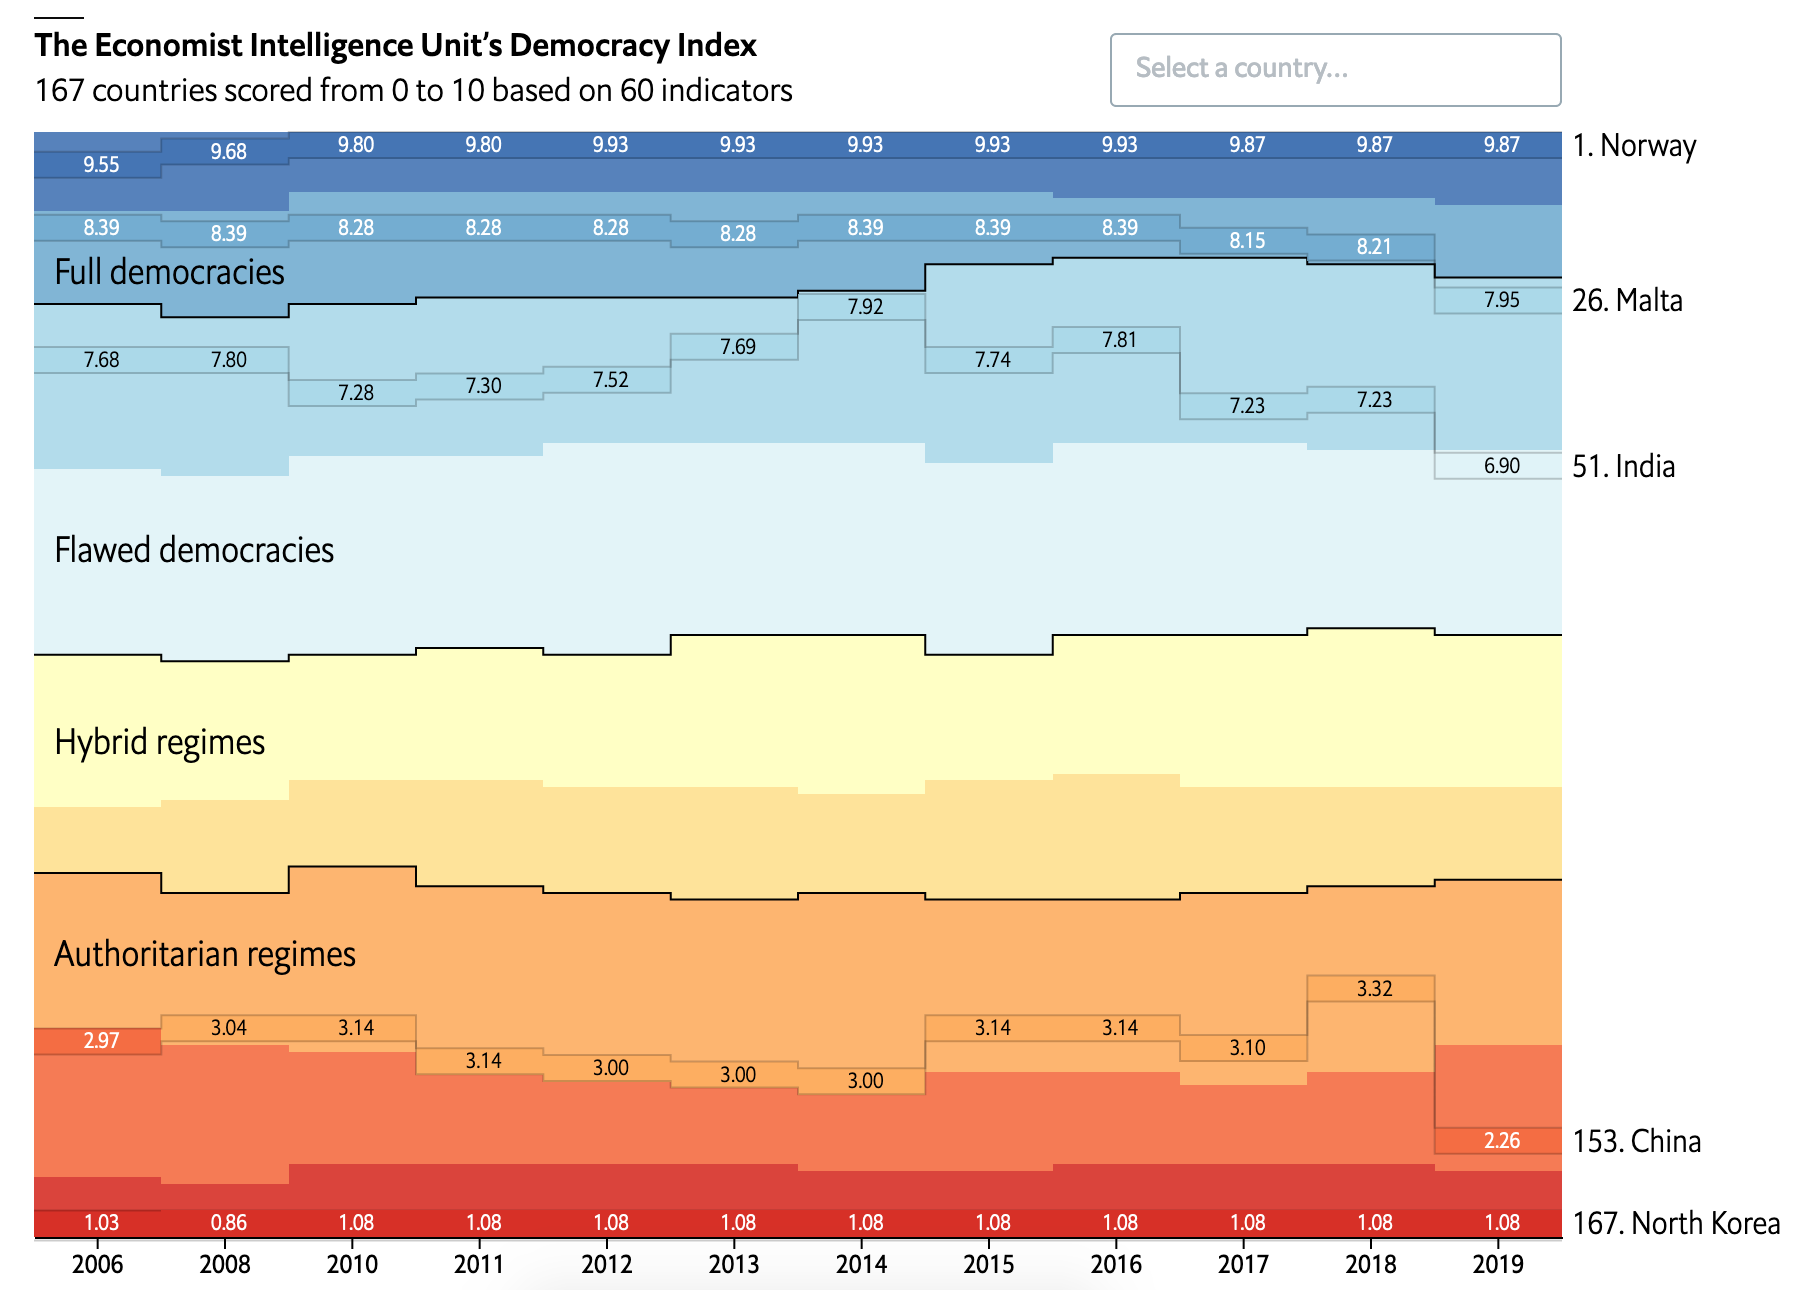 The Economist Intelligence Unit's Democracy Index
167 countries scored from 0 to 10 based on 60 indicators
Select a country...
9.55 9.68 9.80 9.80 9.93 9.93 9.93 9.93 9.93 9.87 9.87 9.87 1. Norway
8.39 8.39 8.28 8.28 8.28 8.28 8.39 8.39 8.39 8.15 8.21 7.95 26. Malta
Full democracies
7.68 7.80 7.28 7.30 7.52 7.69 7.92 7.74 7.81 7.23 7.23 6.90 51. India
Flawed democracies
Hybrid regimes
Authoritarian regimes
2.97 3.04 3.14 3.14 3.00 3.00 3.00 3.14 3.14 3.10 3.32 2.26 153. China
1.03 0.86 1.08 1.08 1.08 1.08 1.08 1.08 1.08 1.08 1.08 1.08 167. North Korea
2006 2008 2010 2011 2012 2013 2014 2015 2016 2017 2018 2019